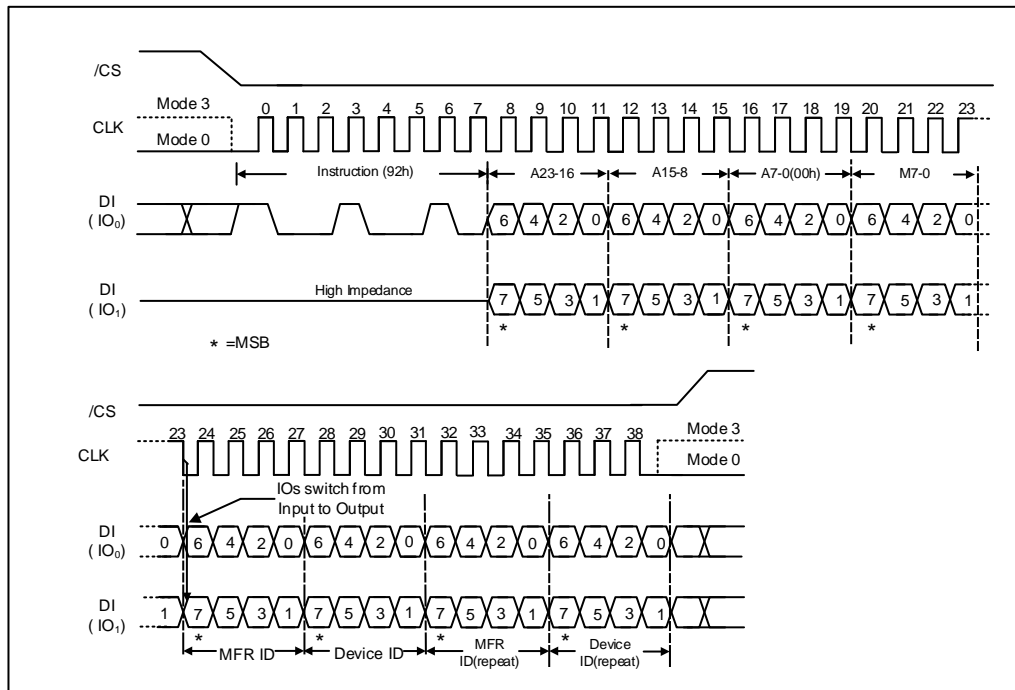 /CS
Mode 3
0 1 2 3 4 5 6 7 8 9 10 11 12 13 14 15 16 17 18 19 20 21 22 23
CLK
Mode 0
Instruction (92h) A23-16 A15-8 A7-0(00h) M7-0
DI
( IO₀)
6 4 2 0 6 4 2 0 6 4 2 0 6 4 2 0
DI
( IO₁)
High Impedance
7 5 3 1 7 5 3 1 7 5 3 1 7 5 3 1
* * * *
* =MSB
/CS
23 24 25 26 27 28 29 30 31 32 33 34 35 36 37 38
Mode 3
CLK
Mode 0
IOs switch from
Input to Output
DI
( IO₀)
0 6 4 2 0 6 4 2 0 6 4 2 0 6 4 2 0
DI
( IO₁)
1 7 5 3 1 7 5 3 1 7 5 3 1 7 5 3 1
* * * *
MFR ID Device ID MFR
ID(repeat) Device
ID(repeat)